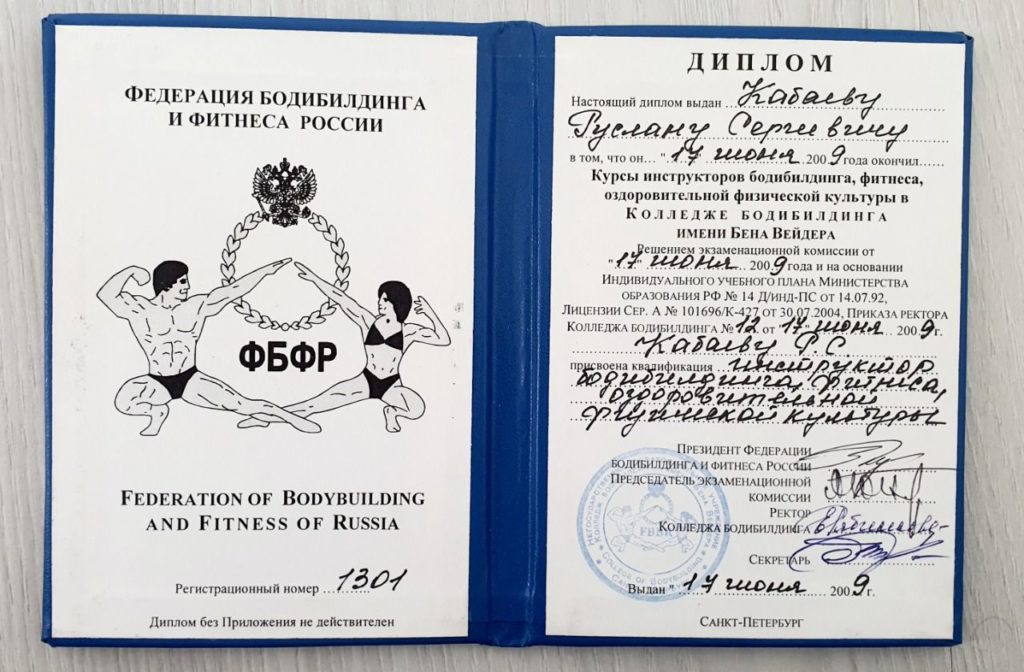 ФЕДЕРАЦИЯ БОДИБИЛДИНГА
И ФИТНЕСА РОССИИ
ФБФР
FEDERATION OF BODYBUILDING
AND FITNESS OF RUSSIA
Регистрационный номер ....1301
Диплом без Приложения не действителен
ДИПЛОМ
Настоящий диплом выдан Кабаеву
Руслану Сергеевичу
в том, что он... "17" июня 2009 года окончил......
Курсы инструкторов бодибилдинга, фитнеса,
оздоровительной физической культуры в
КОЛЛЕДЖЕ БОДИБИЛДИНГА
ИМЕНИ БЕНА ВЕЙДЕРА
Решением экзаменационной комиссии от
"17" июня 2009 года и на основании
ИНДИВИДУАЛЬНОГО УЧЕБНОГО ПЛАНА МИНИСТЕРСТВА
ОБРАЗОВАНИЯ РФ № 14 Д/ИНД-ПС ОТ 14.07.92,
ЛИЦЕНЗИИ СЕР. А № 101696/К-427 ОТ 30.07.2004, ПРИКАЗА РЕКТОРА
КОЛЛЕДЖА БОДИБИЛДИНГА № 12 от "17" июня 2009 г.
Кабаеву Р.С
присвоена квалификация инструктор
бодибилдинга, фитнеса,
оздоровительной
физической культуры
ПРЕЗИДЕНТ ФЕДЕРАЦИИ
БОДИБИЛДИНГА И ФИТНЕСА РОССИИ
ПРЕДСЕДАТЕЛЬ ЭКЗАМЕНАЦИОННОЙ
КОМИССИИ
РЕКТОР
КОЛЛЕДЖА БОДИБИЛДИНГА
СЕКРЕТАРЬ
COLLEGE OF BODYBUILDING
Выдан "17" июня 2009 г.
САНКТ-ПЕТЕРБУРГ